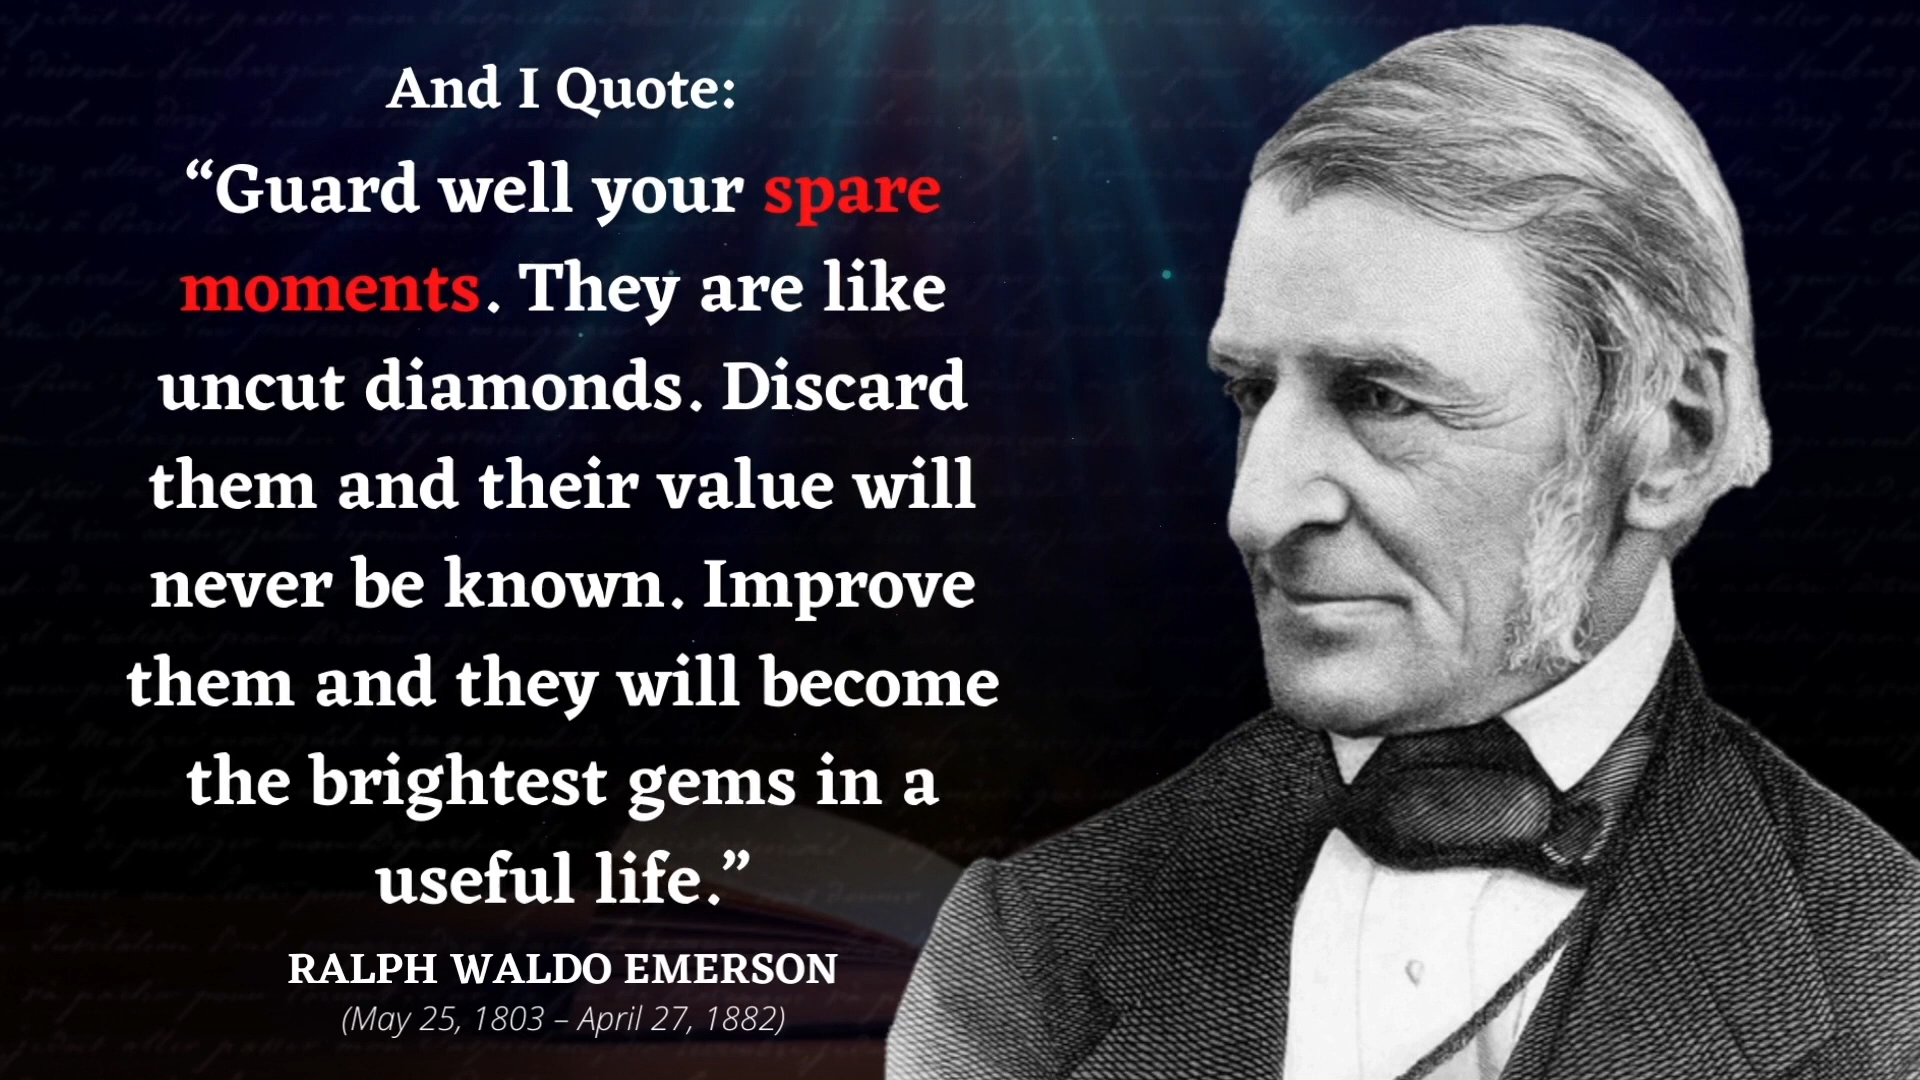 And I Quote:
“Guard well your spare
moments. They are like
uncut diamonds. Discard
them and their value will
never be known. Improve
them and they will become
the brightest gems in a
useful life.”
RALPH WALDO EMERSON
(May 25, 1803 – April 27, 1882)